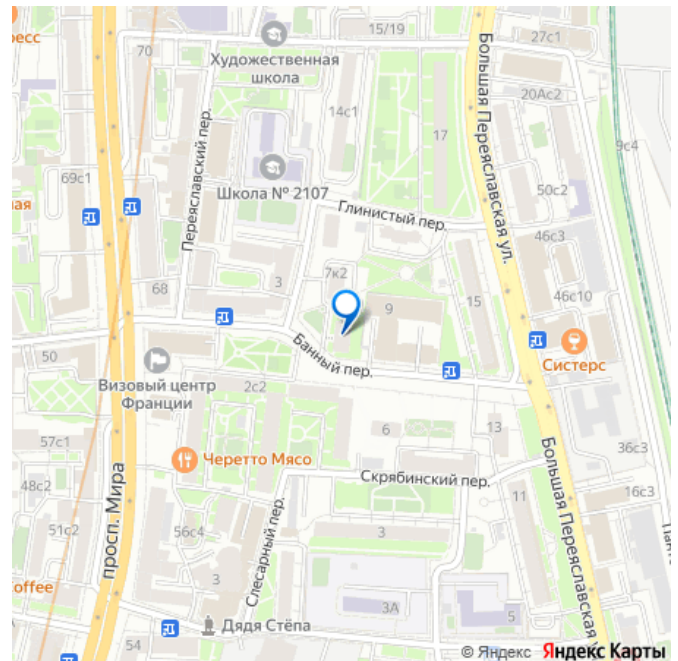 ресс
70
15/19
27с1
Художественная
школа
20Ас2
14с1
17
9с4
Большая Переяславская ул.
Переяславский пер.
69с1
Школа № 2107
50с2
ная
Глинистый пер.
46с3
7к2
3
68
46с10
9
15
50
Банный пер.
Систерс
Визовый центр
Франции
2с2
57с1
6
13
Черетто Мясо
36с3
48с2
Скрябинский пер.
16с3
просп. Мира
11
51с2
56с4
3
Слесарный пер.
Большая Переяславская
3
offee
3А
5
Дядя Стёпа
54
© Яндекс Яндекс Карты